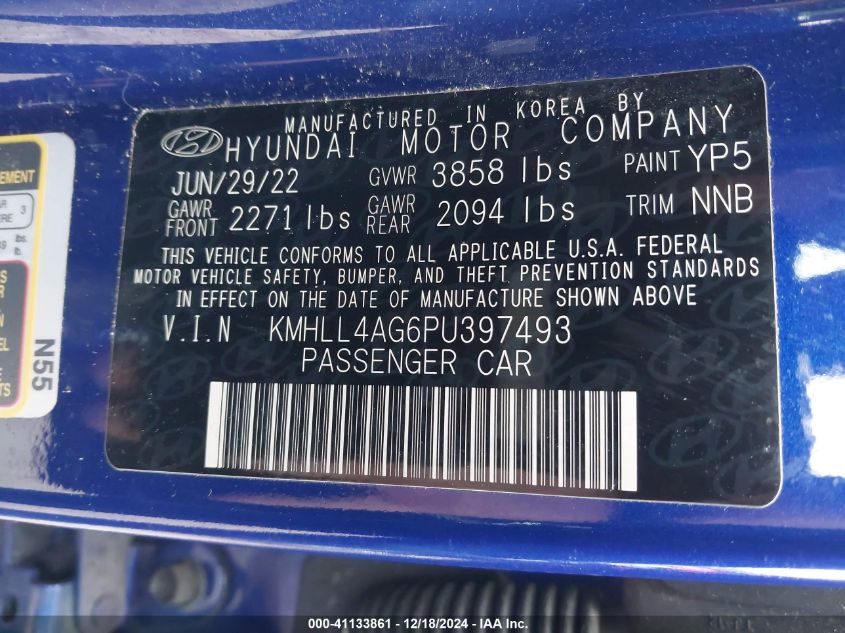 MANUFACTURED IN KOREA BY
HYUNDAI MOTOR COMPANY
JUN/29/22 GVWR 3858 lbs PAINT YP5
GAWR FRONT 2271 lbs GAWR REAR 2094 lbs TRIM NNB
THIS VEHICLE CONFORMS TO ALL APPLICABLE U.S.A. FEDERAL
MOTOR VEHICLE SAFETY, BUMPER, AND THEFT PREVENTION STANDARDS
IN EFFECT ON THE DATE OF MANUFACTURE SHOWN ABOVE
V.I.N KMHLL4AG6PU397493
PASSENGER CAR
3
lbs.
lb.
N55
000-41133861 - 12/18/2024 - IAA